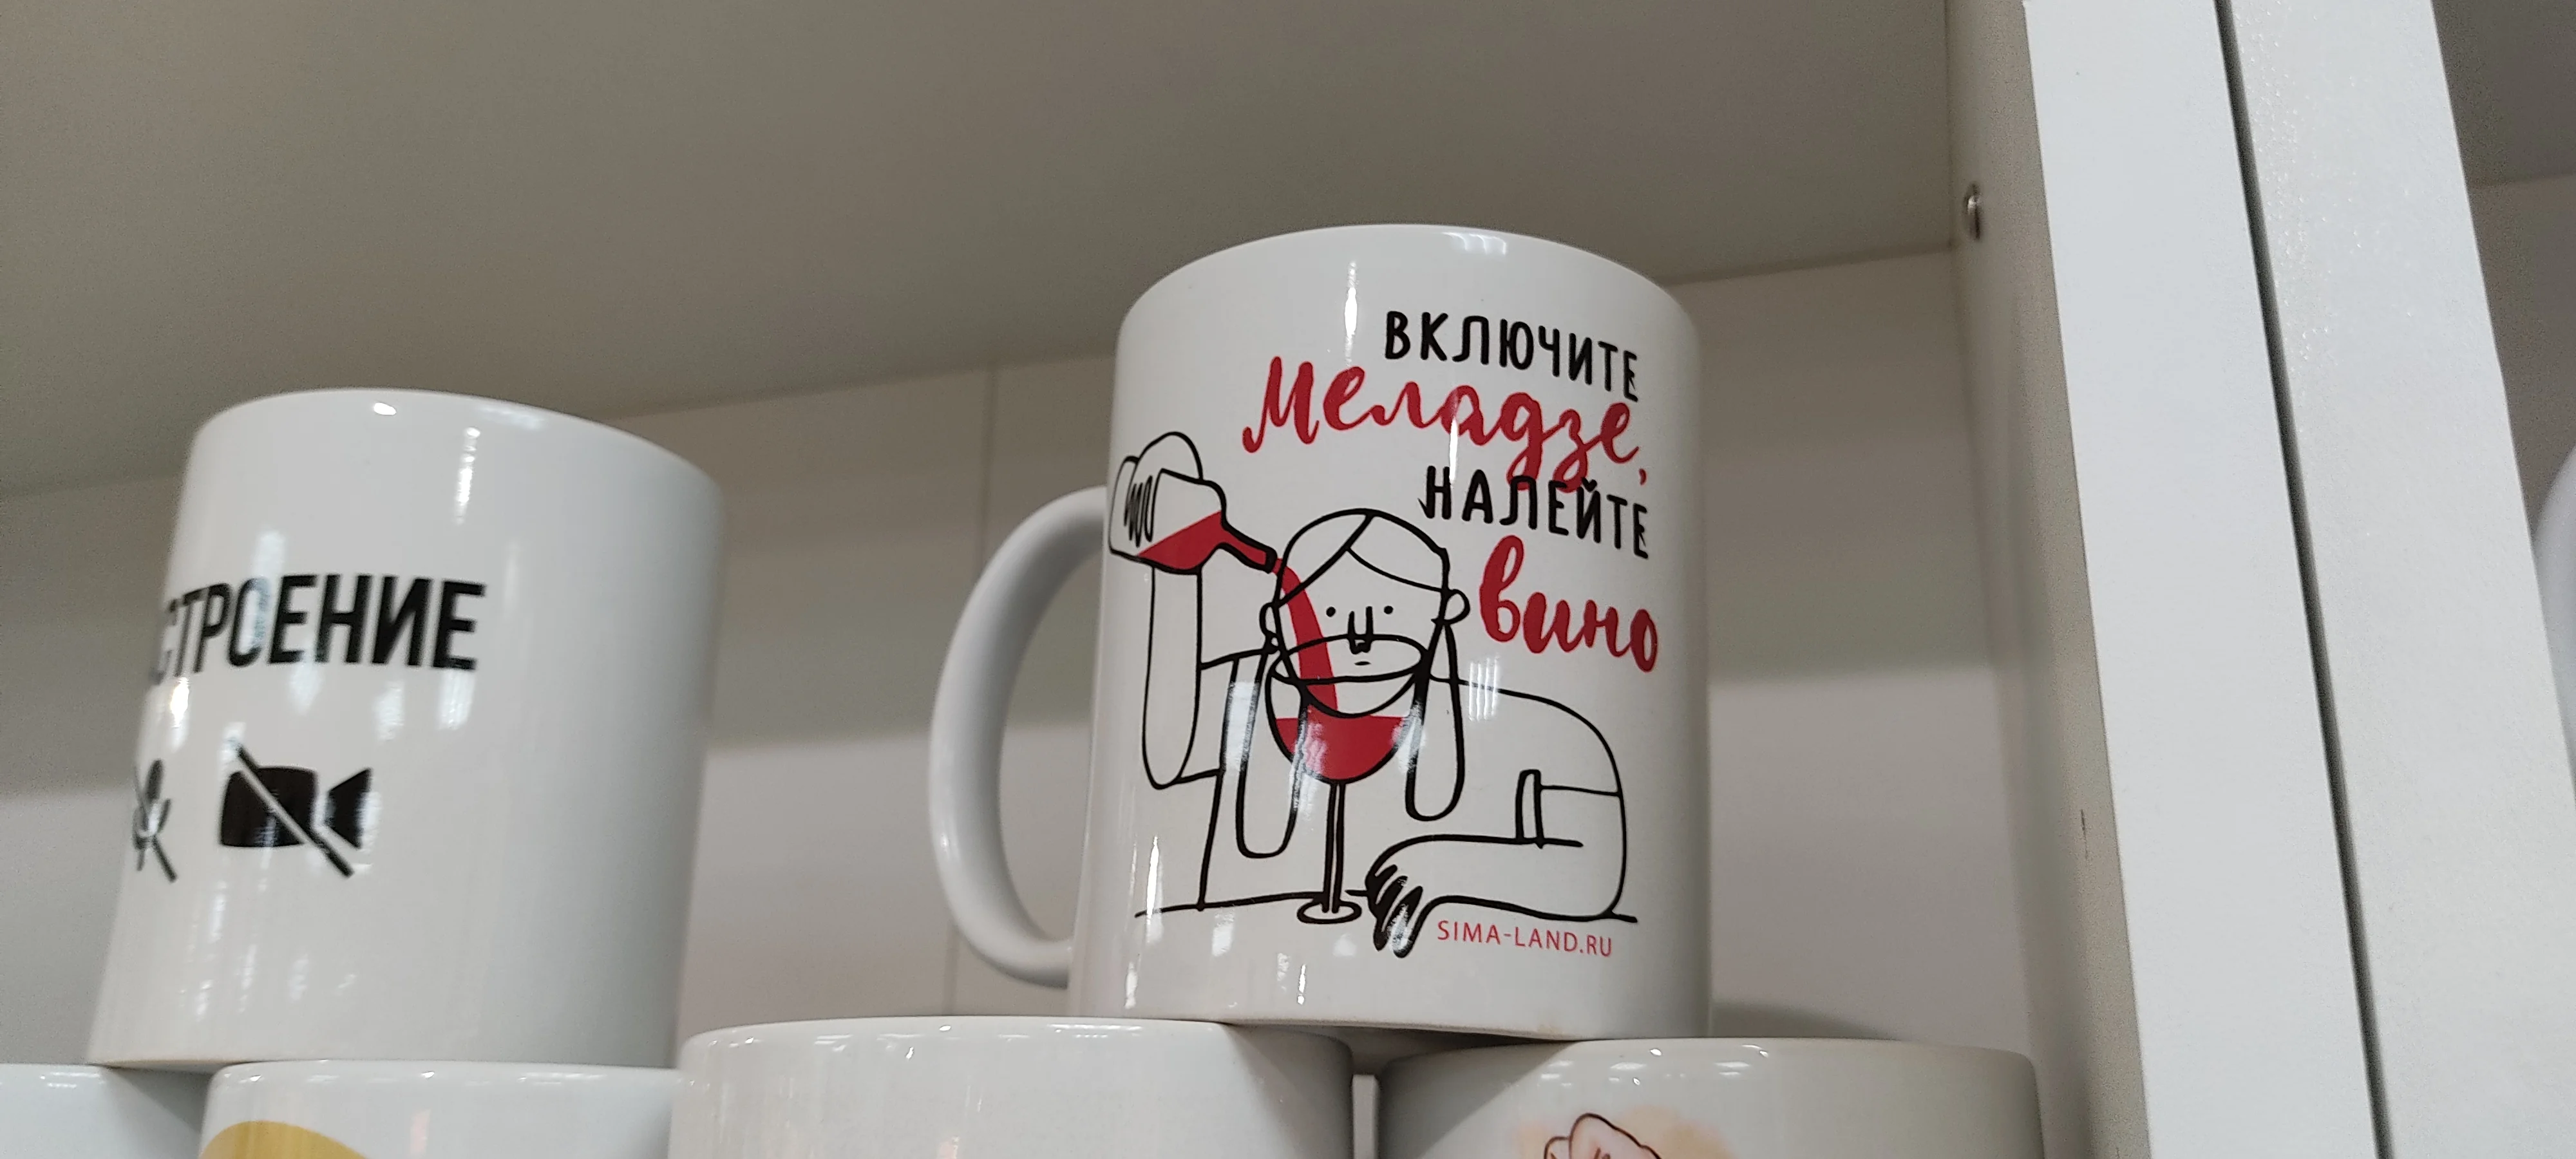 ВКЛЮЧИТЕ
Меладзе,
НАЛЕЙТЕ
вино
SIMA-LAND.RU
СТРОЕНИЕ